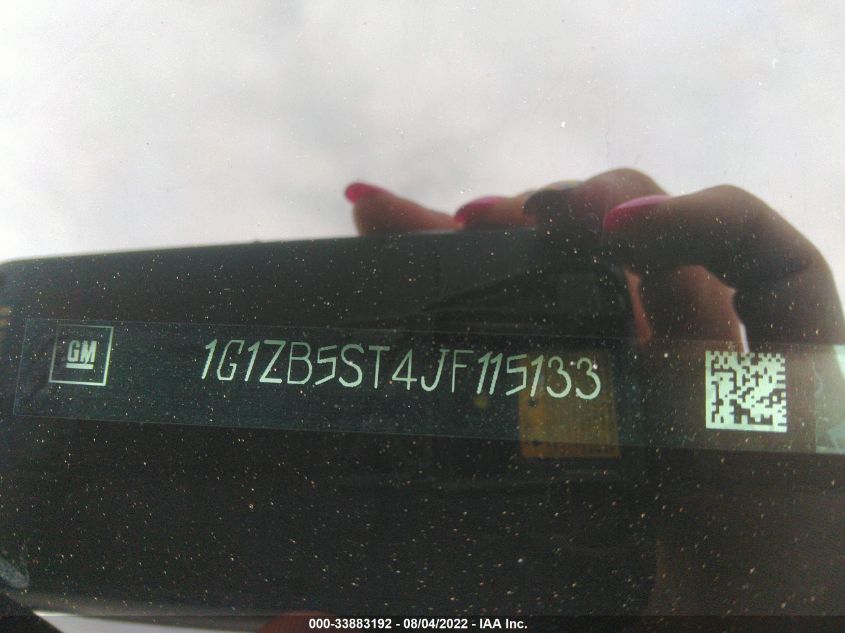 GM
1G1ZB5ST4JF115133
000-33883192 - 08/04/2022 - IAA Inc.